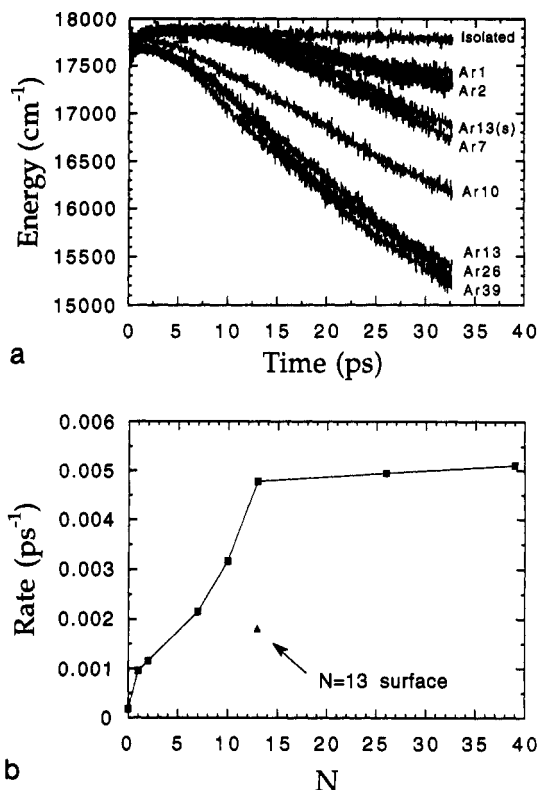 18000
17500
17000
16500
16000
15500
15000
Energy (cm⁻¹)
Isolated
Ar1
Ar2
Ar13(s)
Ar7
Ar10
Ar13
Ar26
Ar39
0 5 10 15 20 25 30 35
Time (ps)
a
0.006
0.005
0.004
0.003
0.002
0.001
0
Rate (ps⁻¹)
N=13 surface
0 5 10 15 20 25 30 35 40
N
b